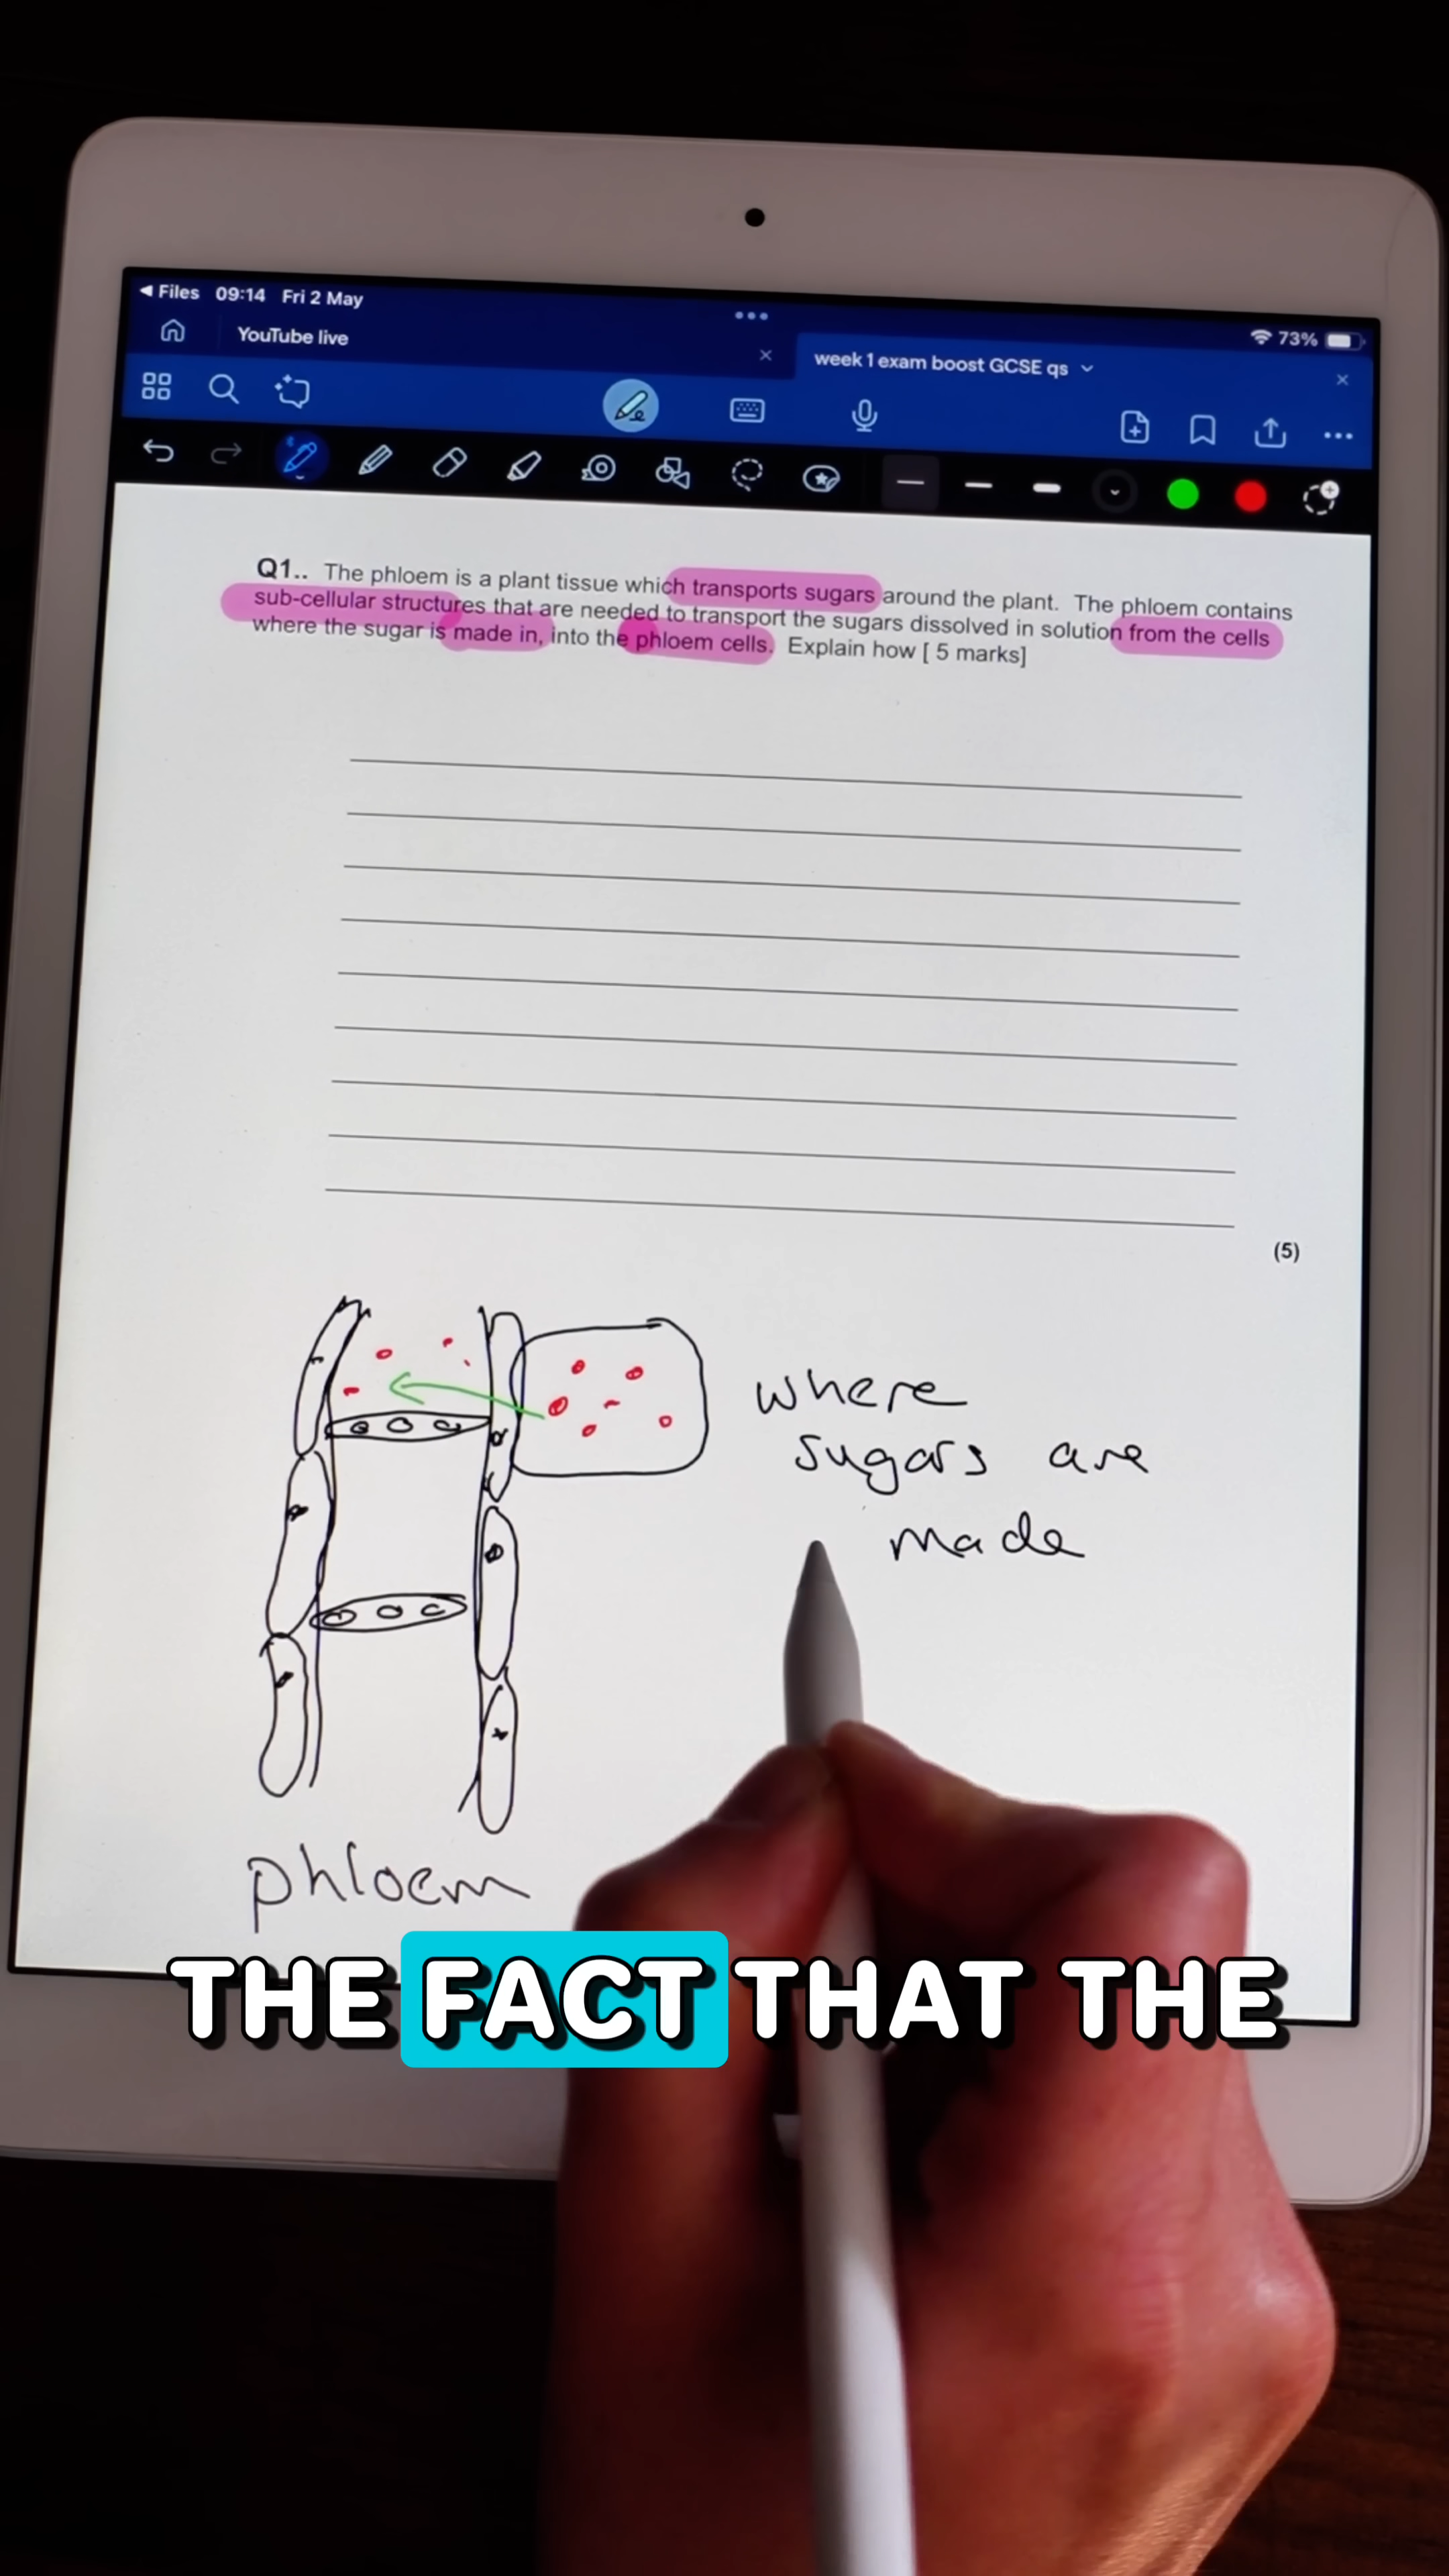 Files 09:14 Fri 2 May
73%
YouTube live
week 1 exam boost GCSE qs
Q1.. The phloem is a plant tissue which transports sugars around the plant. The phloem contains
sub-cellular structures that are needed to transport the sugars dissolved in solution from the cells
where the sugar is made in, into the phloem cells. Explain how [ 5 marks]
(5)
where
sugars are
made
phloem
THE FACT THAT THE